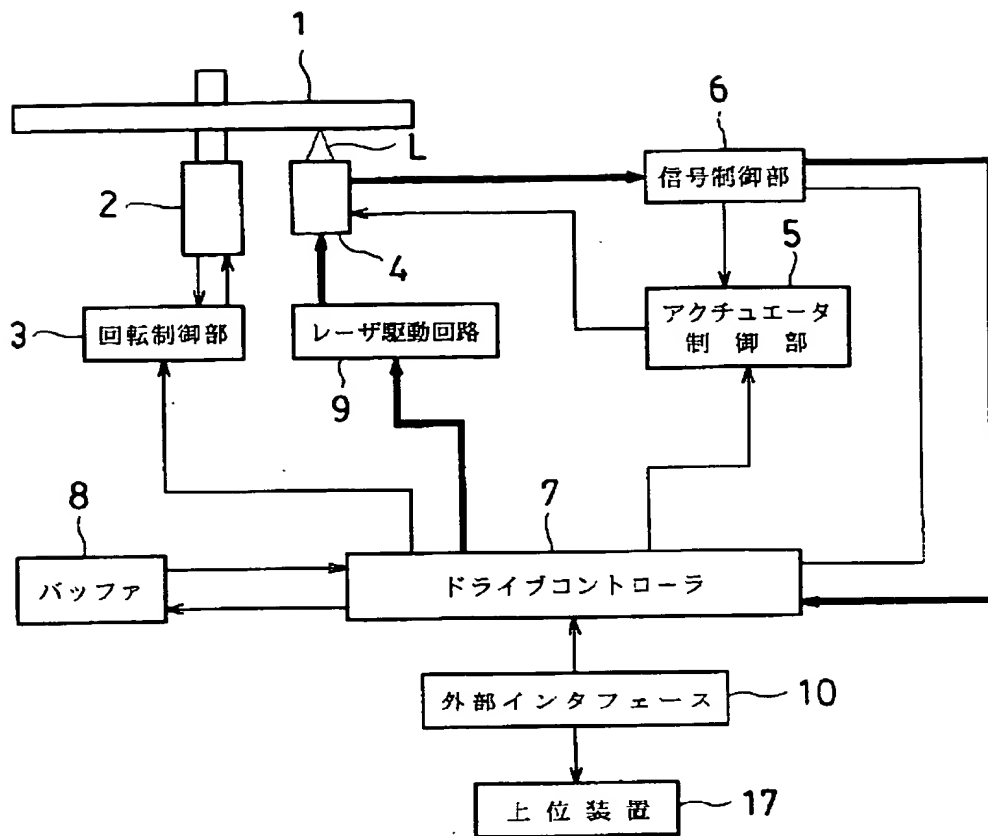 1
6
L
信号制御部
2
4
5
3
回転制御部
レーザ駆動回路
アクチュエータ
制御部
9
8
7
バッファ
ドライブコントローラ
外部インタフェース
10
上位装置
17